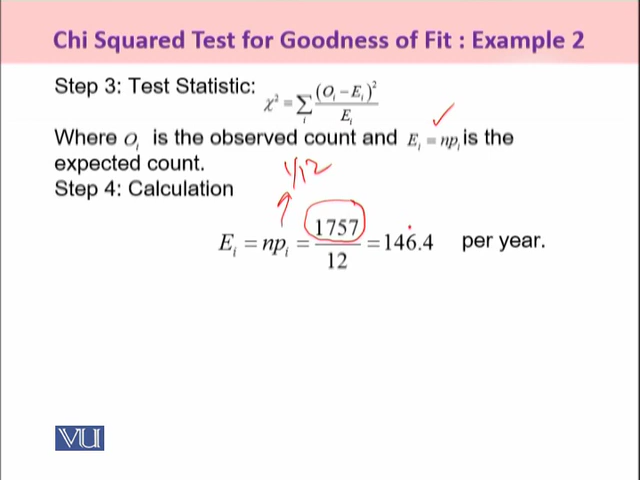 Chi Squared Test for Goodness of Fit : Example 2
Step 3: Test Statistic: χ² = ∑ᵢ (Oᵢ − Eᵢ)² / Eᵢ
Where Oᵢ is the observed count and Eᵢ = npᵢ is the
expected count.
1/12
Step 4: Calculation
Eᵢ = npᵢ = 1757 / 12 = 146.4 per year.
VU